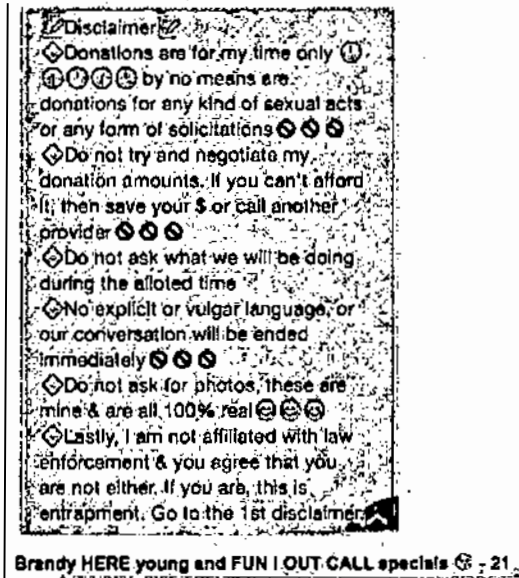 Disclaimer
Donations are for my time only
by no means are
donations for any kind of sexual acts
or any form of solicitations
Do not try and negotiate my
donation amounts. If you can't afford
it, then save your $ or call another
provider
Do not ask what we will be doing
during the alloted time
No explicit or vulgar language, or
our conversation will be ended
immediately
Do not ask for photos, these are
mine & are all 100% real
Lastly, I am not affiliated with law
enforcement & you agree that you
are not either. If you are, this is
entrapment. Go to the 1st disclaimer.
Brandy HERE young and FUN ! OUT CALL specials - 21